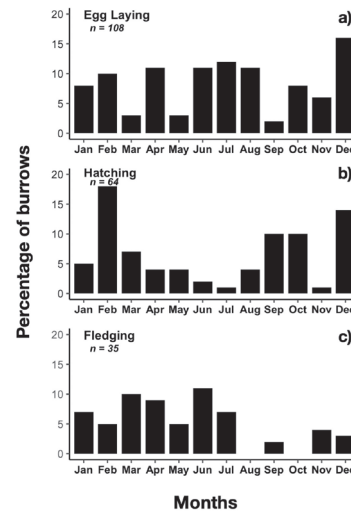 Percentage of burrows
Egg Laying
n = 108
a)
20
15
10
5
0
Jan Feb Mar Apr May Jun Jul Aug Sep Oct Nov Dec
Hatching
n = 64
b)
20
15
10
5
0
Jan Feb Mar Apr May Jun Jul Aug Sep Oct Nov Dec
Fledging
n = 35
c)
20
15
10
5
0
Jan Feb Mar Apr May Jun Jul Aug Sep Oct Nov Dec
Months